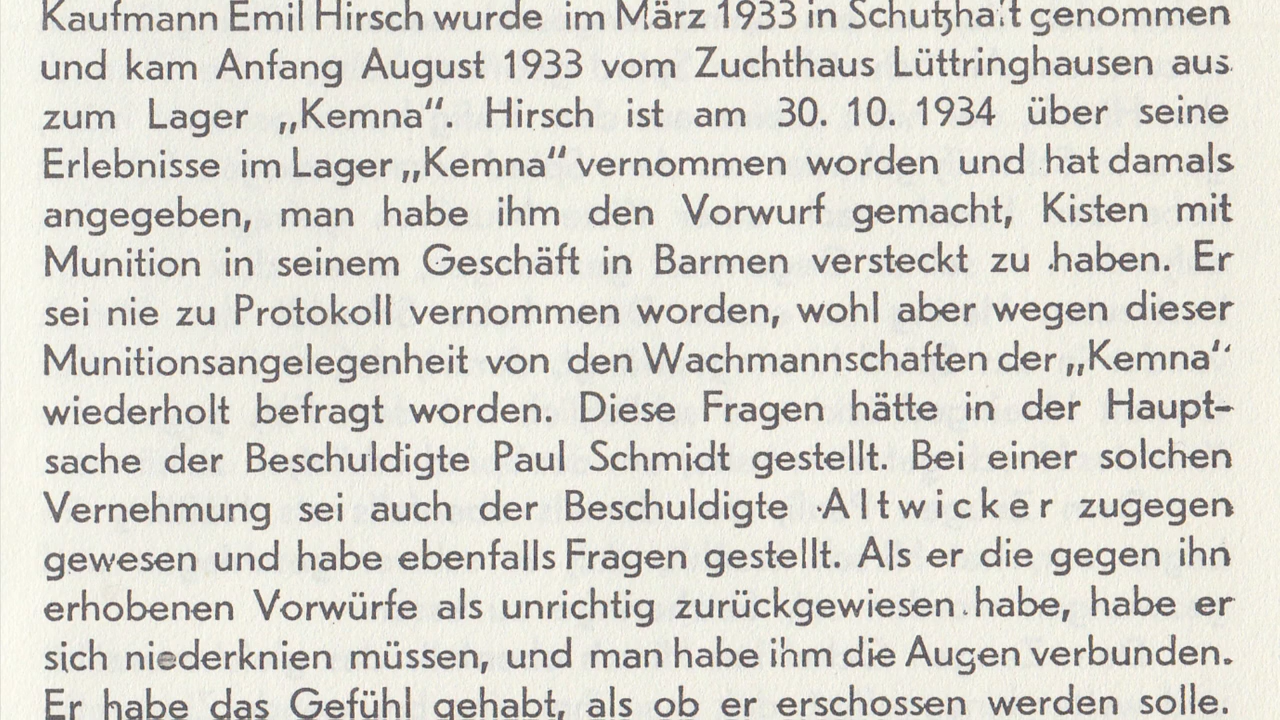 Kaufmann Emil Hirsch wurde im März 1933 in Schutzhaft genommen
und kam Anfang August 1933 vom Zuchthaus Lüttringhausen aus
zum Lager „Kemna“. Hirsch ist am 30. 10. 1934 über seine
Erlebnisse im Lager „Kemna“ vernommen worden und hat damals
angegeben, man habe ihm den Vorwurf gemacht, Kisten mit
Munition in seinem Geschäft in Barmen versteckt zu haben. Er
sei nie zu Protokoll vernommen worden, wohl aber wegen dieser
Munitionsangelegenheit von den Wachmannschaften der „Kemna“
wiederholt befragt worden. Diese Fragen hätte in der Haupt-
sache der Beschuldigte Paul Schmidt gestellt. Bei einer solchen
Vernehmung sei auch der Beschuldigte Altwicker zugegen
gewesen und habe ebenfalls Fragen gestellt. Als er die gegen ihn
erhobenen Vorwürfe als unrichtig zurückgewiesen habe, habe er
sich niederknien müssen, und man habe ihm die Augen verbunden.
Er habe das Gefühl gehabt, als ob er erschossen werden solle.